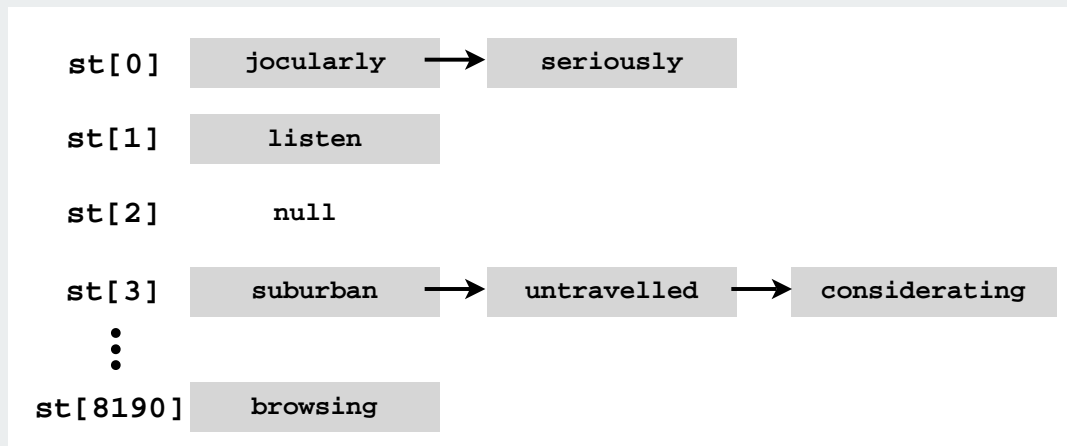 st[0] jocularly seriously
st[1] listen
st[2] null
st[3] suburban untravelled considerating
st[8190] browsing